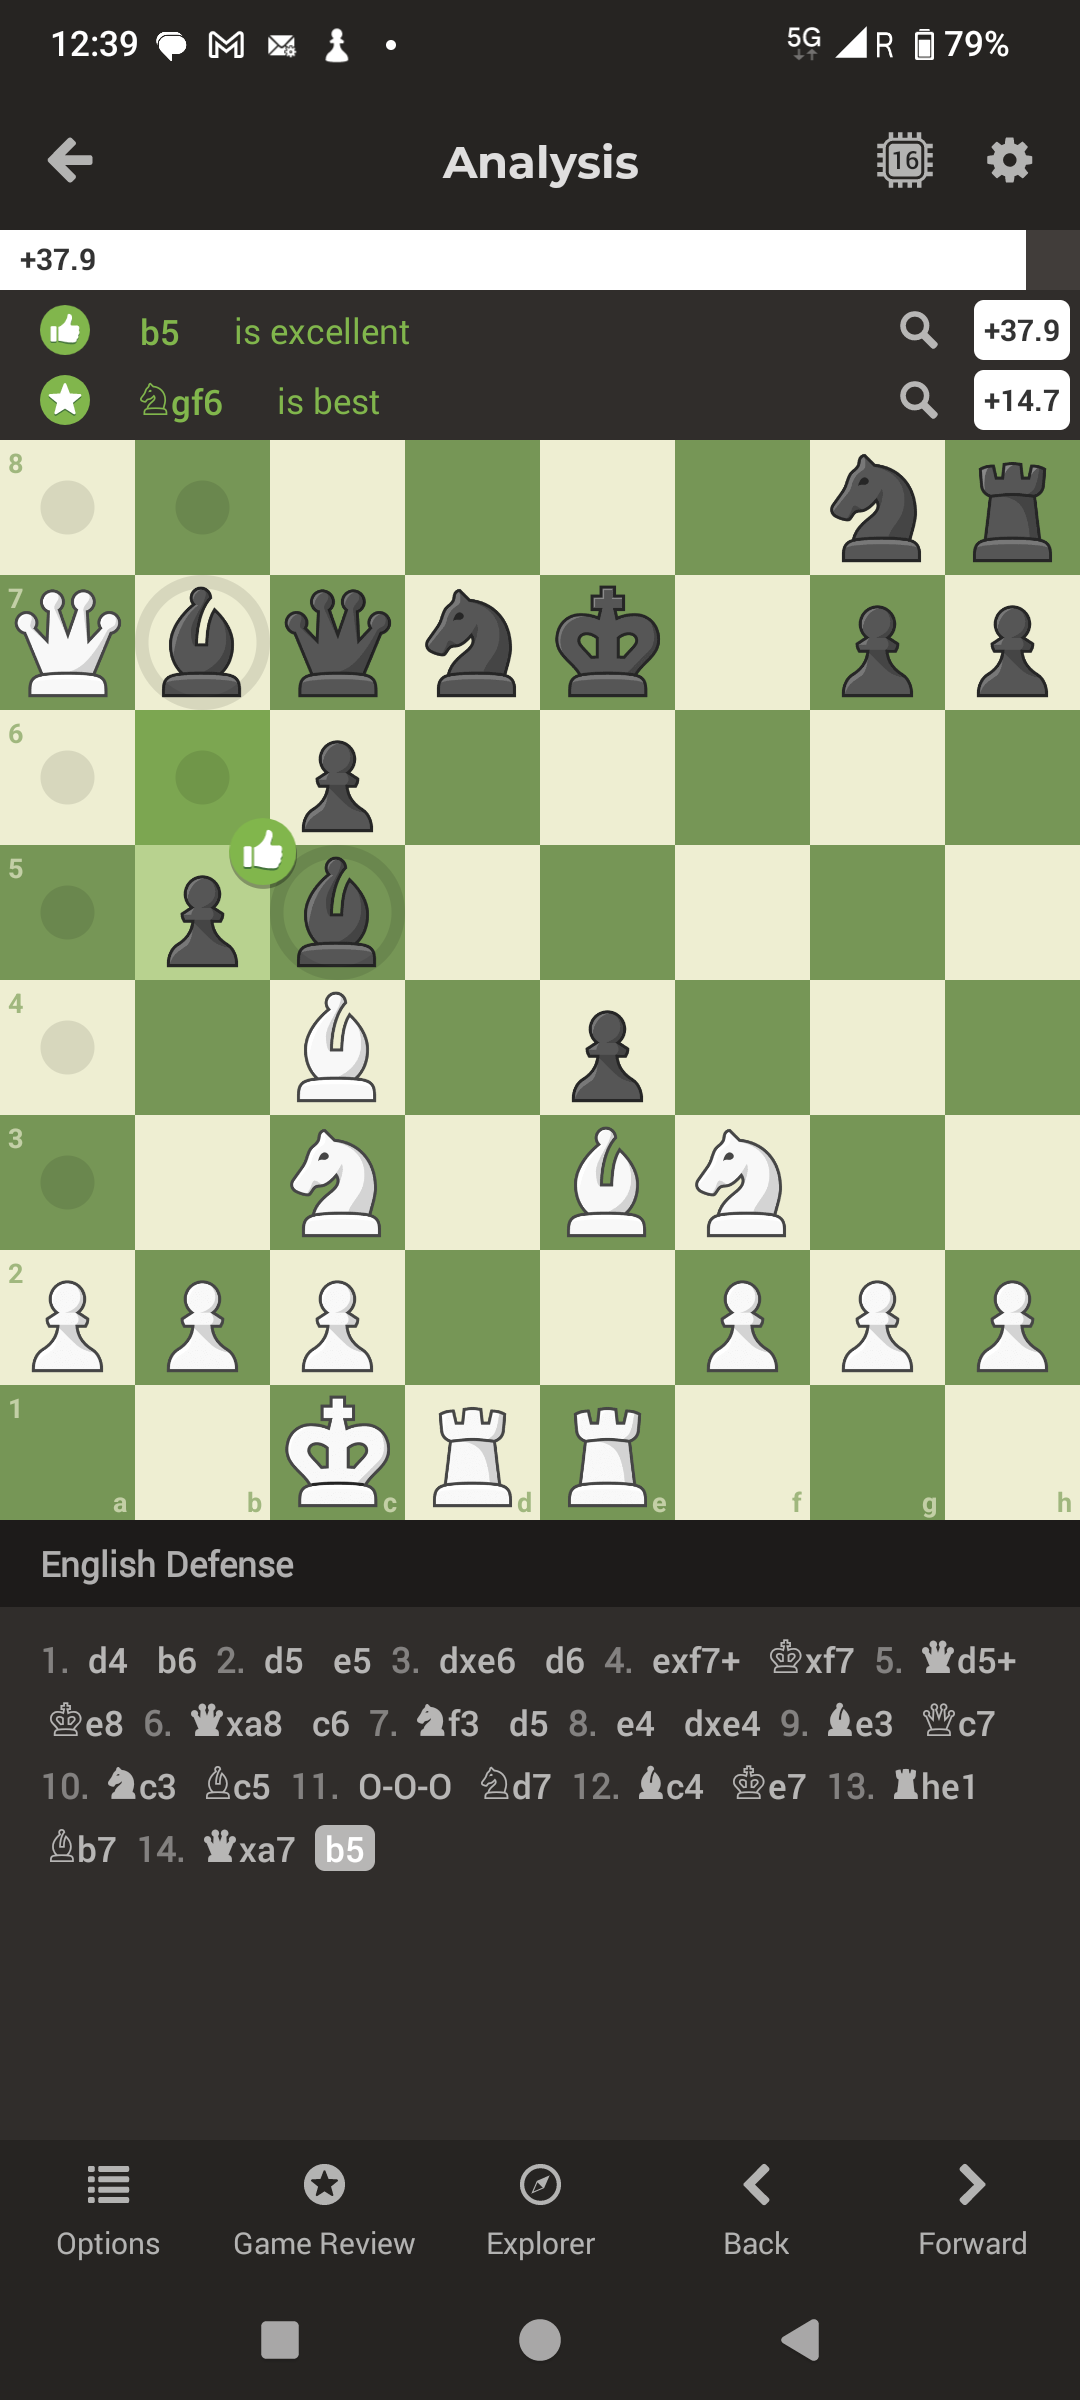 12:39 5G R 79%
Analysis 16
+37.9
b5 is excellent +37.9
♘gf6 is best +14.7
8
7
6
5
4
3
2
1
a b c d e f g h
English Defense
1. d4 b6 2. d5 e5 3. dxe6 d6 4. exf7+ ♔xf7 5. ♛d5+
♔e8 6. ♛xa8 c6 7. ♞f3 d5 8. e4 dxe4 9. ♝e3 ♕c7
10. ♞c3 ♗c5 11. O-O-O ♘d7 12. ♝c4 ♔e7 13. ♜he1
♗b7 14. ♛xa7 b5
Options Game Review Explorer Back Forward